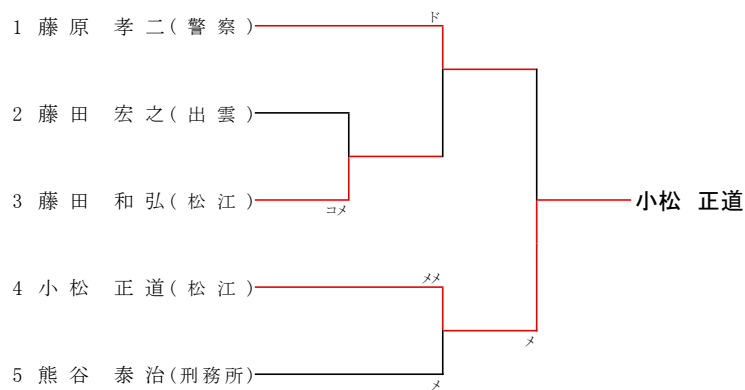 ド
1 藤原 孝二(警察)
2 藤田 宏之(出雲)
3 藤田 和弘(松江)
小松 正道
コメ
メメ
4 小松 正道(松江)
メ
5 熊谷 泰治(刑務所)
メ